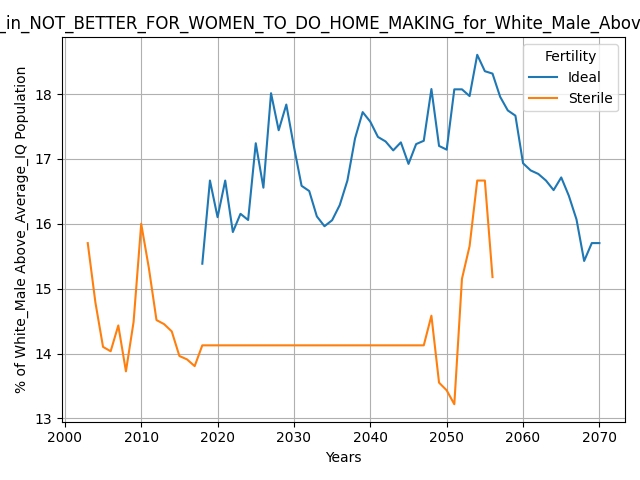 _in_NOT_BETTER_FOR_WOMEN_TO_DO_HOME_MAKING_for_White_Male_Abov
% of White_Male Above_Average_IQ Population
Fertility
Ideal
Sterile
18
17
16
15
14
13
2000 2010 2020 2030 2040 2050 2060 2070
Years